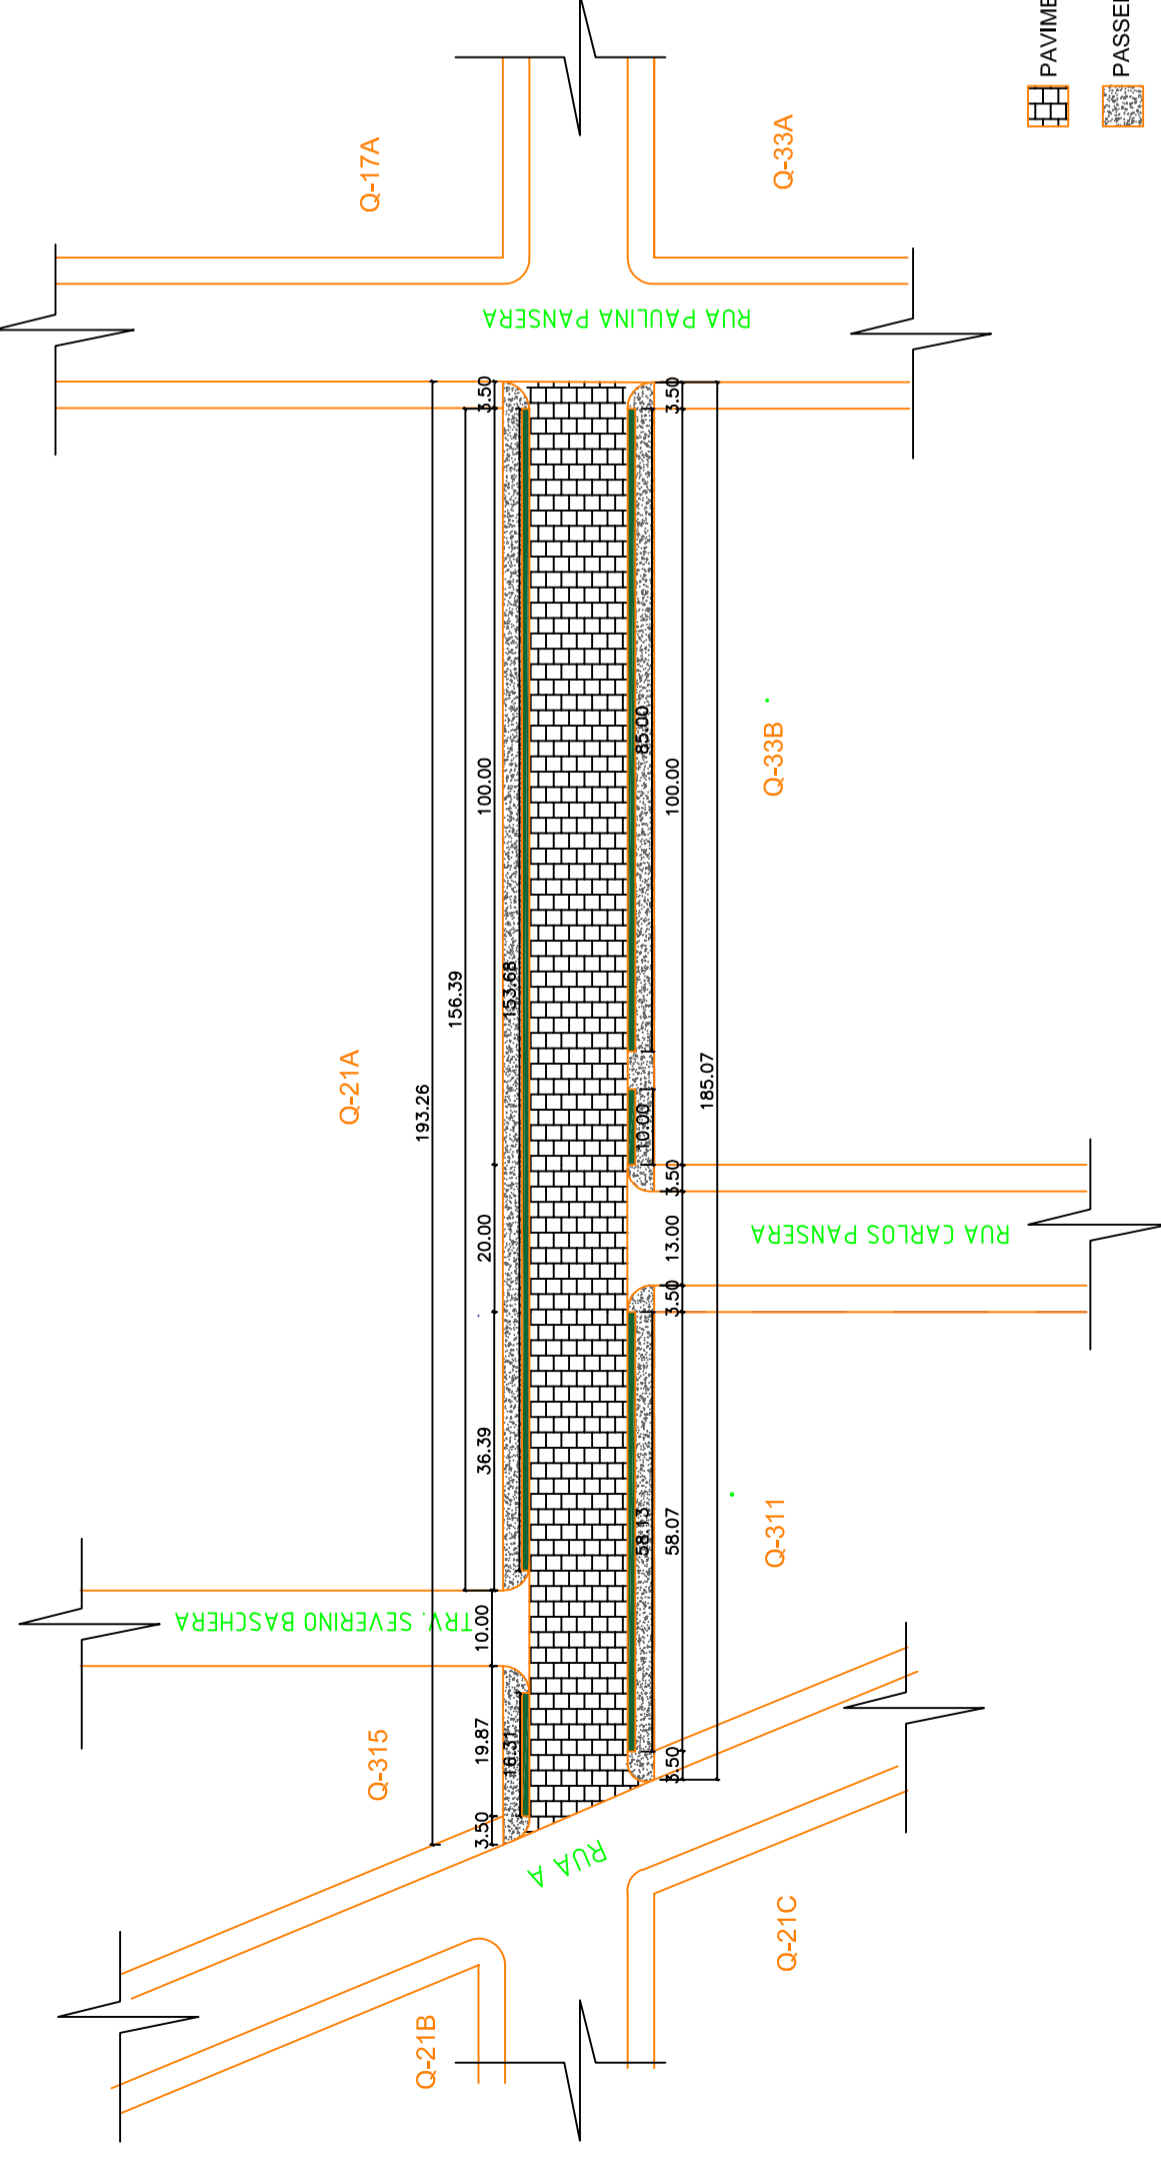 Q-17A
Q-33A
PAVIME
PASSEI
RUA PAULINA PANSERA
3.50
3.50
100.00
85.00
100.00
Q-33B
153.68
156.39
Q-21A
193.26
185.07
10.00
3.50
20.00
13.00
RUA CARLOS PANSERA
3.50
36.39
58.13
58.07
Q-311
TRV. SEVERINO BASCHERA
10.00
19.87
16.31
Q-315
3.50
3.50
RUA A
Q-21C
Q-21B